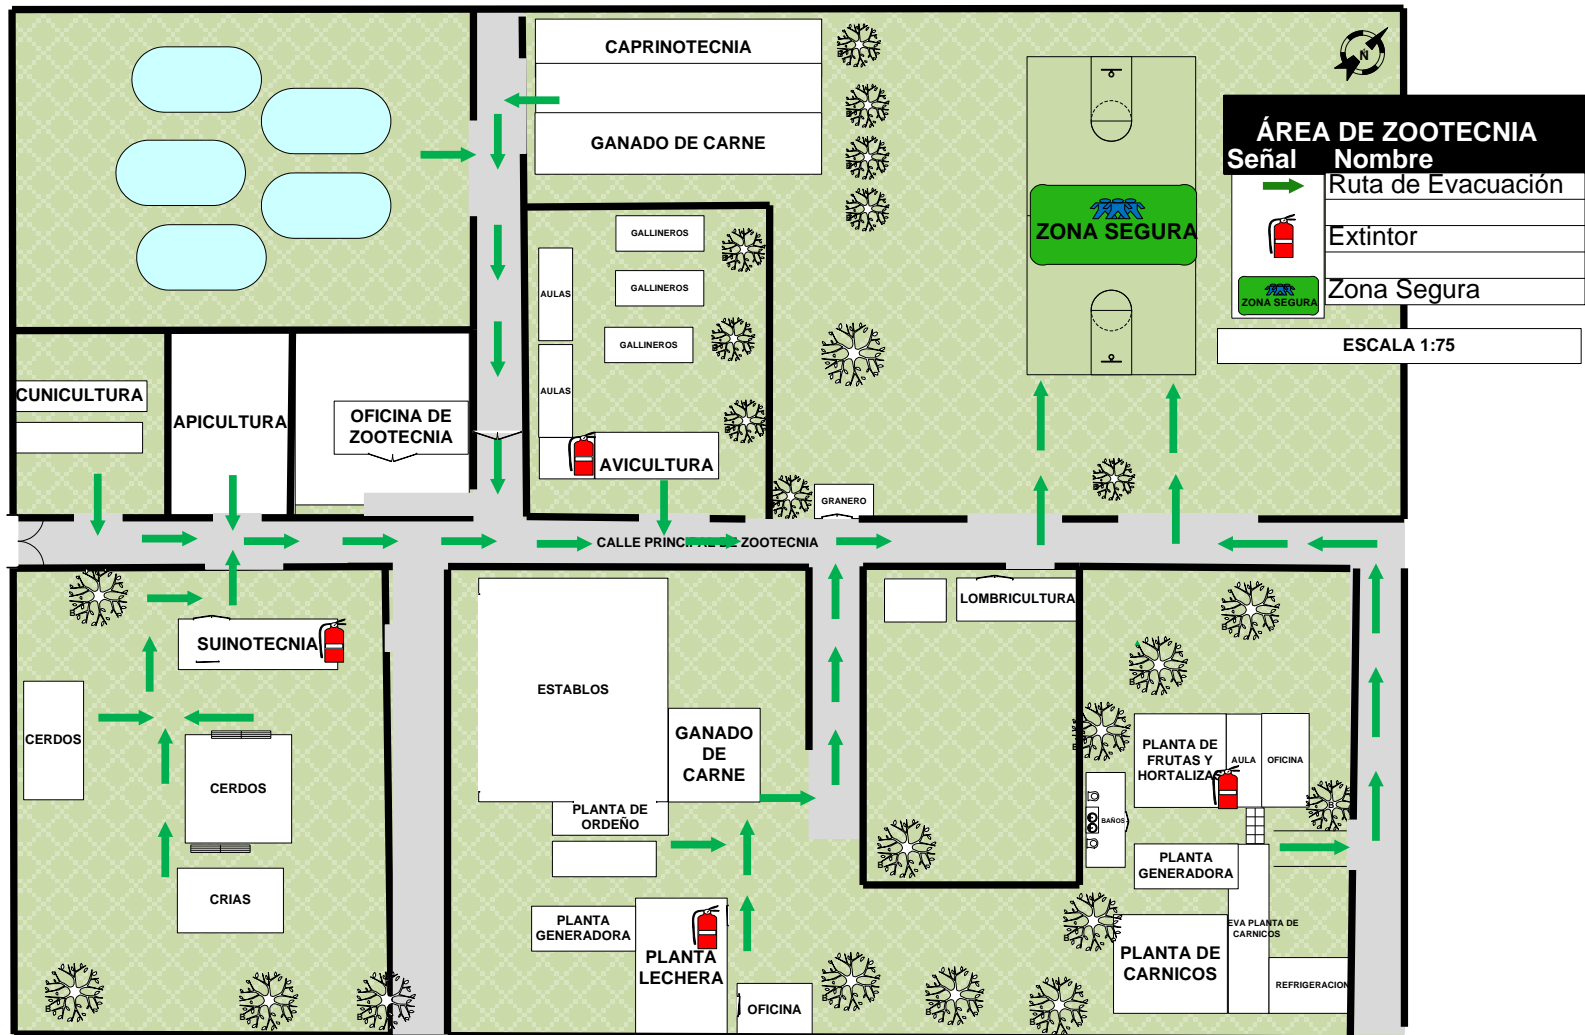 CAPRINOTECNIA
GANADO DE CARNE
N
ÁREA DE ZOOTECNIA
Señal Nombre
Ruta de Evacuación
Extintor
ZONA SEGURA
Zona Segura
ESCALA 1:75
ZONA SEGURA
GALLINEROS
GALLINEROS
GALLINEROS
AULAS
AULAS
AVICULTURA
CUNICULTURA
APICULTURA
OFICINA DE
ZOOTECNIA
GRANERO
CALLE PRINCIPAL DE ZOOTECNIA
SUINOTECNIA
CERDOS
CERDOS
CRIAS
ESTABLOS
GANADO
DE
CARNE
PLANTA DE
ORDEÑO
PLANTA
GENERADORA
PLANTA
LECHERA
OFICINA
LOMBRICULTURA
PLANTA DE
FRUTAS Y
HORTALIZAS
AULA
OFICINA
BAÑOS
PLANTA
GENERADORA
EVA PLANTA DE
CARNICOS
PLANTA DE
CARNICOS
REFRIGERACION